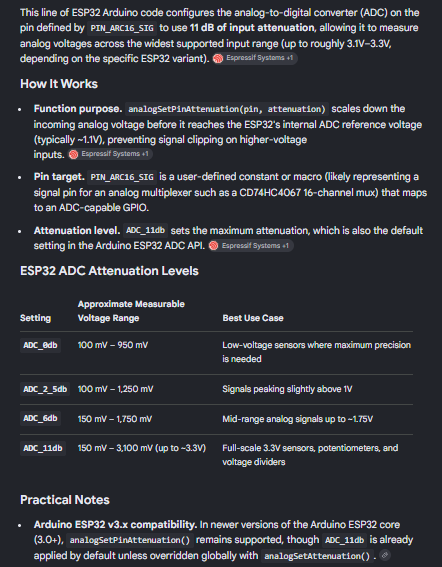 This line of ESP32 Arduino code configures the analog-to-digital converter (ADC) on the
pin defined by PIN_ARC16_SIG to use 11 dB of input attenuation, allowing it to measure
analog voltages across the widest supported input range (up to roughly 3.1V–3.3V,
depending on the specific ESP32 variant). Espressif Systems +1
How It Works
• Function purpose. analogSetPinAttenuation(pin, attenuation) scales down the
incoming analog voltage before it reaches the ESP32's internal ADC reference voltage
(typically ~1.1V), preventing signal clipping on higher-voltage
inputs. Espressif Systems +1
• Pin target. PIN_ARC16_SIG is a user-defined constant or macro (likely representing a
signal pin for an analog multiplexer such as a CD74HC4067 16-channel mux) that maps
to an ADC-capable GPIO.
• Attenuation level. ADC_11db sets the maximum attenuation, which is also the default
setting in the Arduino ESP32 ADC API. Espressif Systems +1
ESP32 ADC Attenuation Levels
Approximate Measurable
Setting Voltage Range Best Use Case
ADC_0db 100 mV – 950 mV Low-voltage sensors where maximum precision
is needed
ADC_2_5db 100 mV – 1,250 mV Signals peaking slightly above 1V
ADC_6db 150 mV – 1,750 mV Mid-range analog signals up to ~1.75V
ADC_11db 150 mV – 3,100 mV (up to ~3.3V) Full-scale 3.3V sensors, potentiometers, and
voltage dividers
Practical Notes
• Arduino ESP32 v3.x compatibility. In newer versions of the Arduino ESP32 core
(3.0+), analogSetPinAttenuation() remains supported, though ADC_11db is already
applied by default unless overridden globally with analogSetAttenuation().